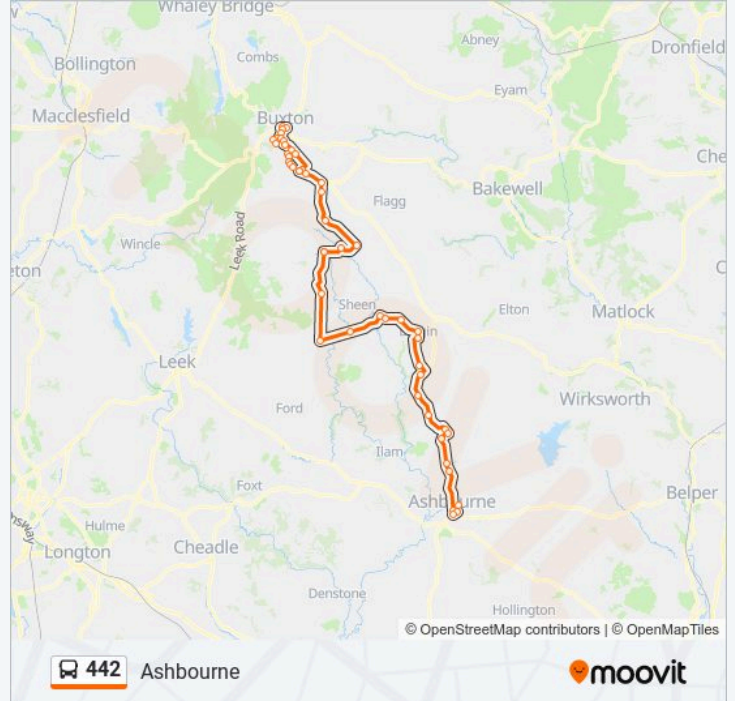 Whaley Bridge
Abney
Dronfield
Combs
Bollington
Eyam
Macclesfield
Buxton
Che
Bakewell
Flagg
Leek Road
Wincle
eton
C
Sheen
Elton
Matlock
Leek
Wirksworth
Ford
Ilam
Foxt
Ashbourne
Belper
nsway
Hulme
Longton
Cheadle
Denstone
Hollington
© OpenStreetMap contributors | © OpenMapTiles
442 Ashbourne
moovit